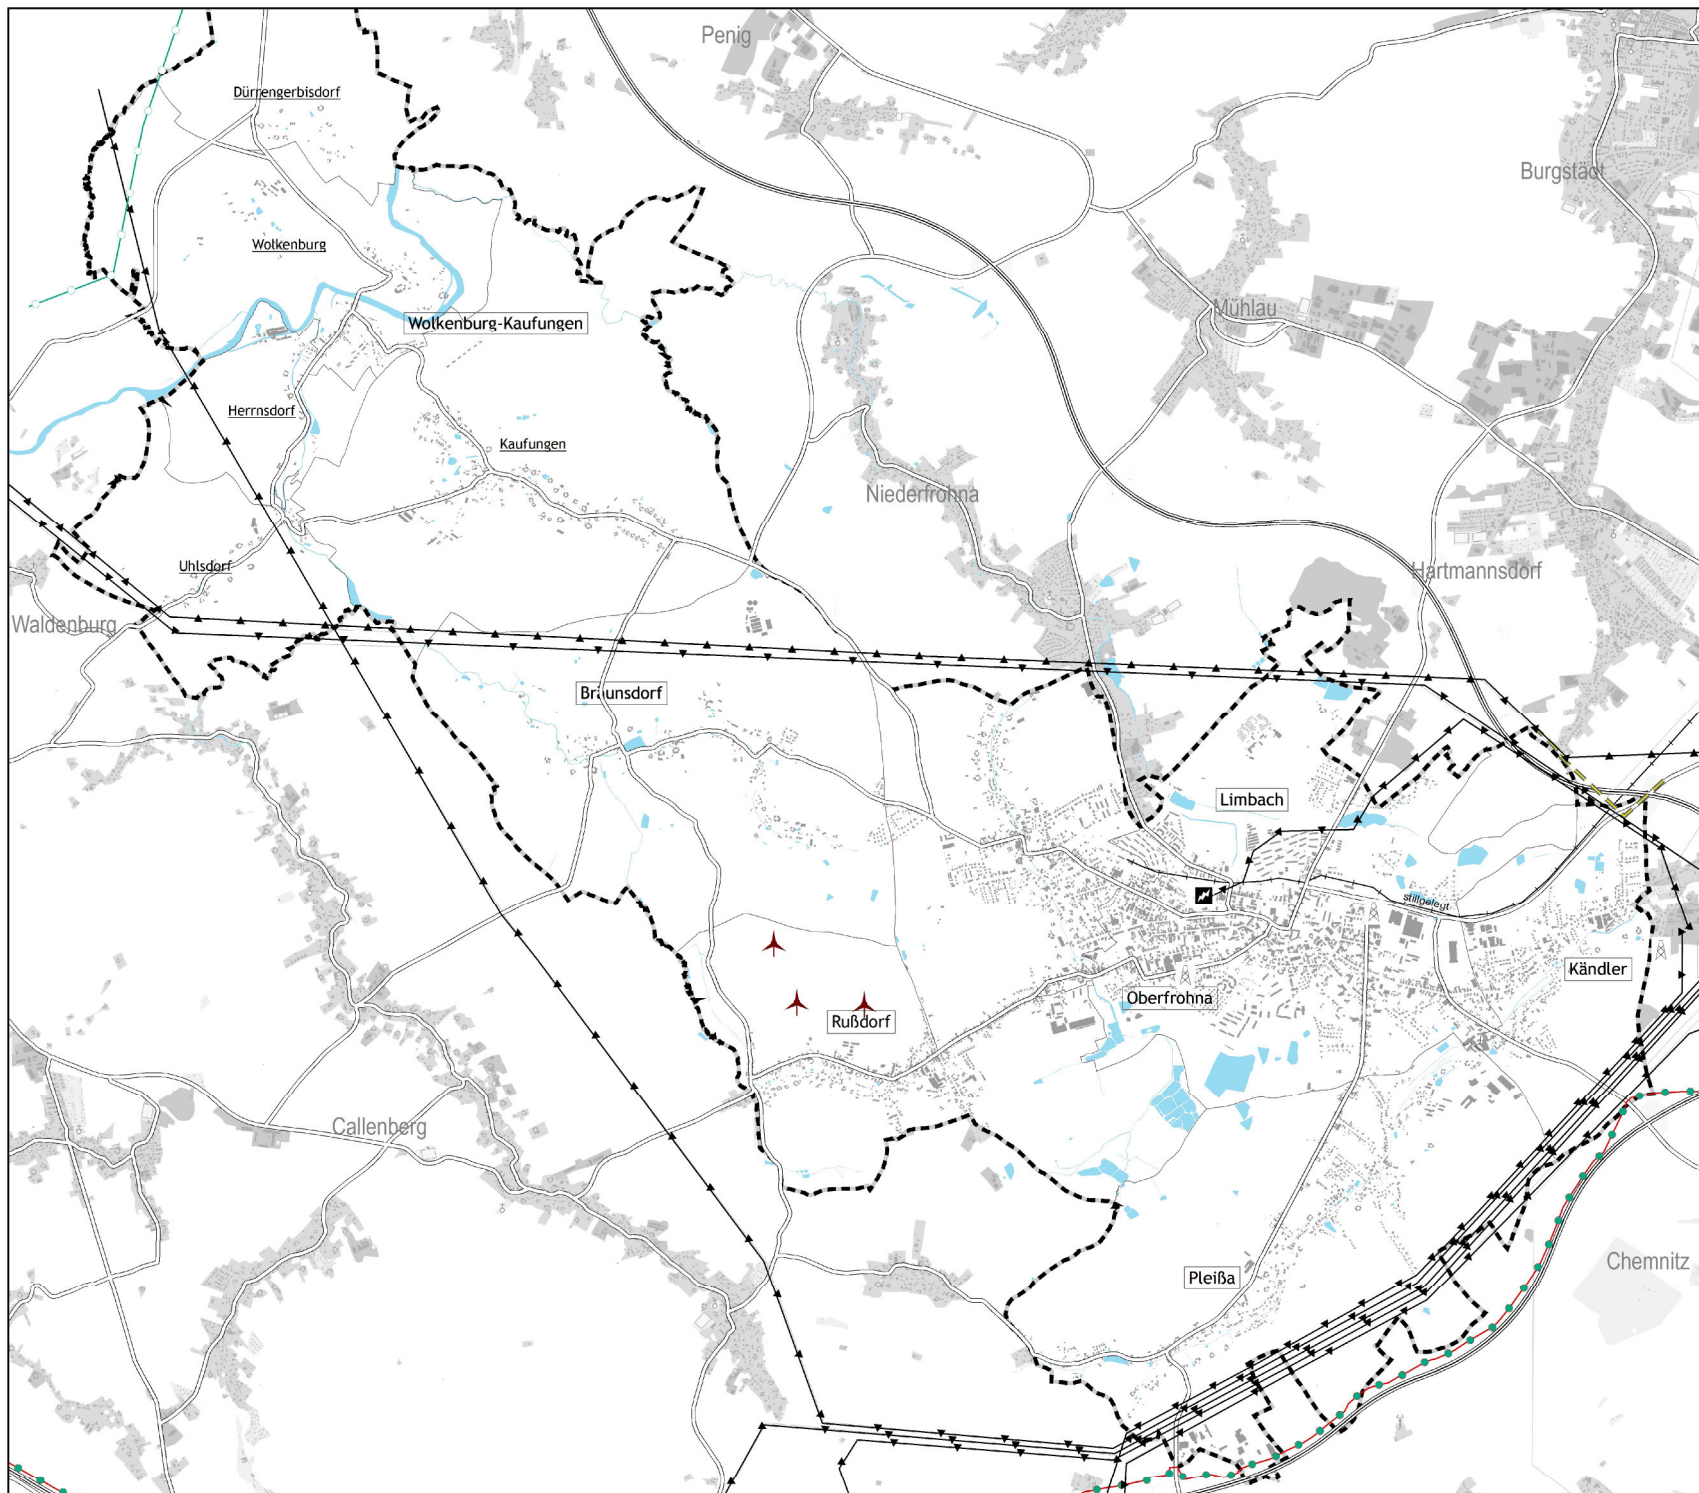 Penig
Dürrengerbisdorf
Burgstädt
Wolkenburg
Mühlau
Wolkenburg-Kaufungen
Herrnsdorf
Kaufungen
Niederfrohna
Uhlsdorf
Hartmannsdorf
Waldenburg
Bräunsdorf
Limbach
stillgelegt
Kändler
Oberfrohna
Rußdorf
Callenberg
Chemnitz
Pleißa